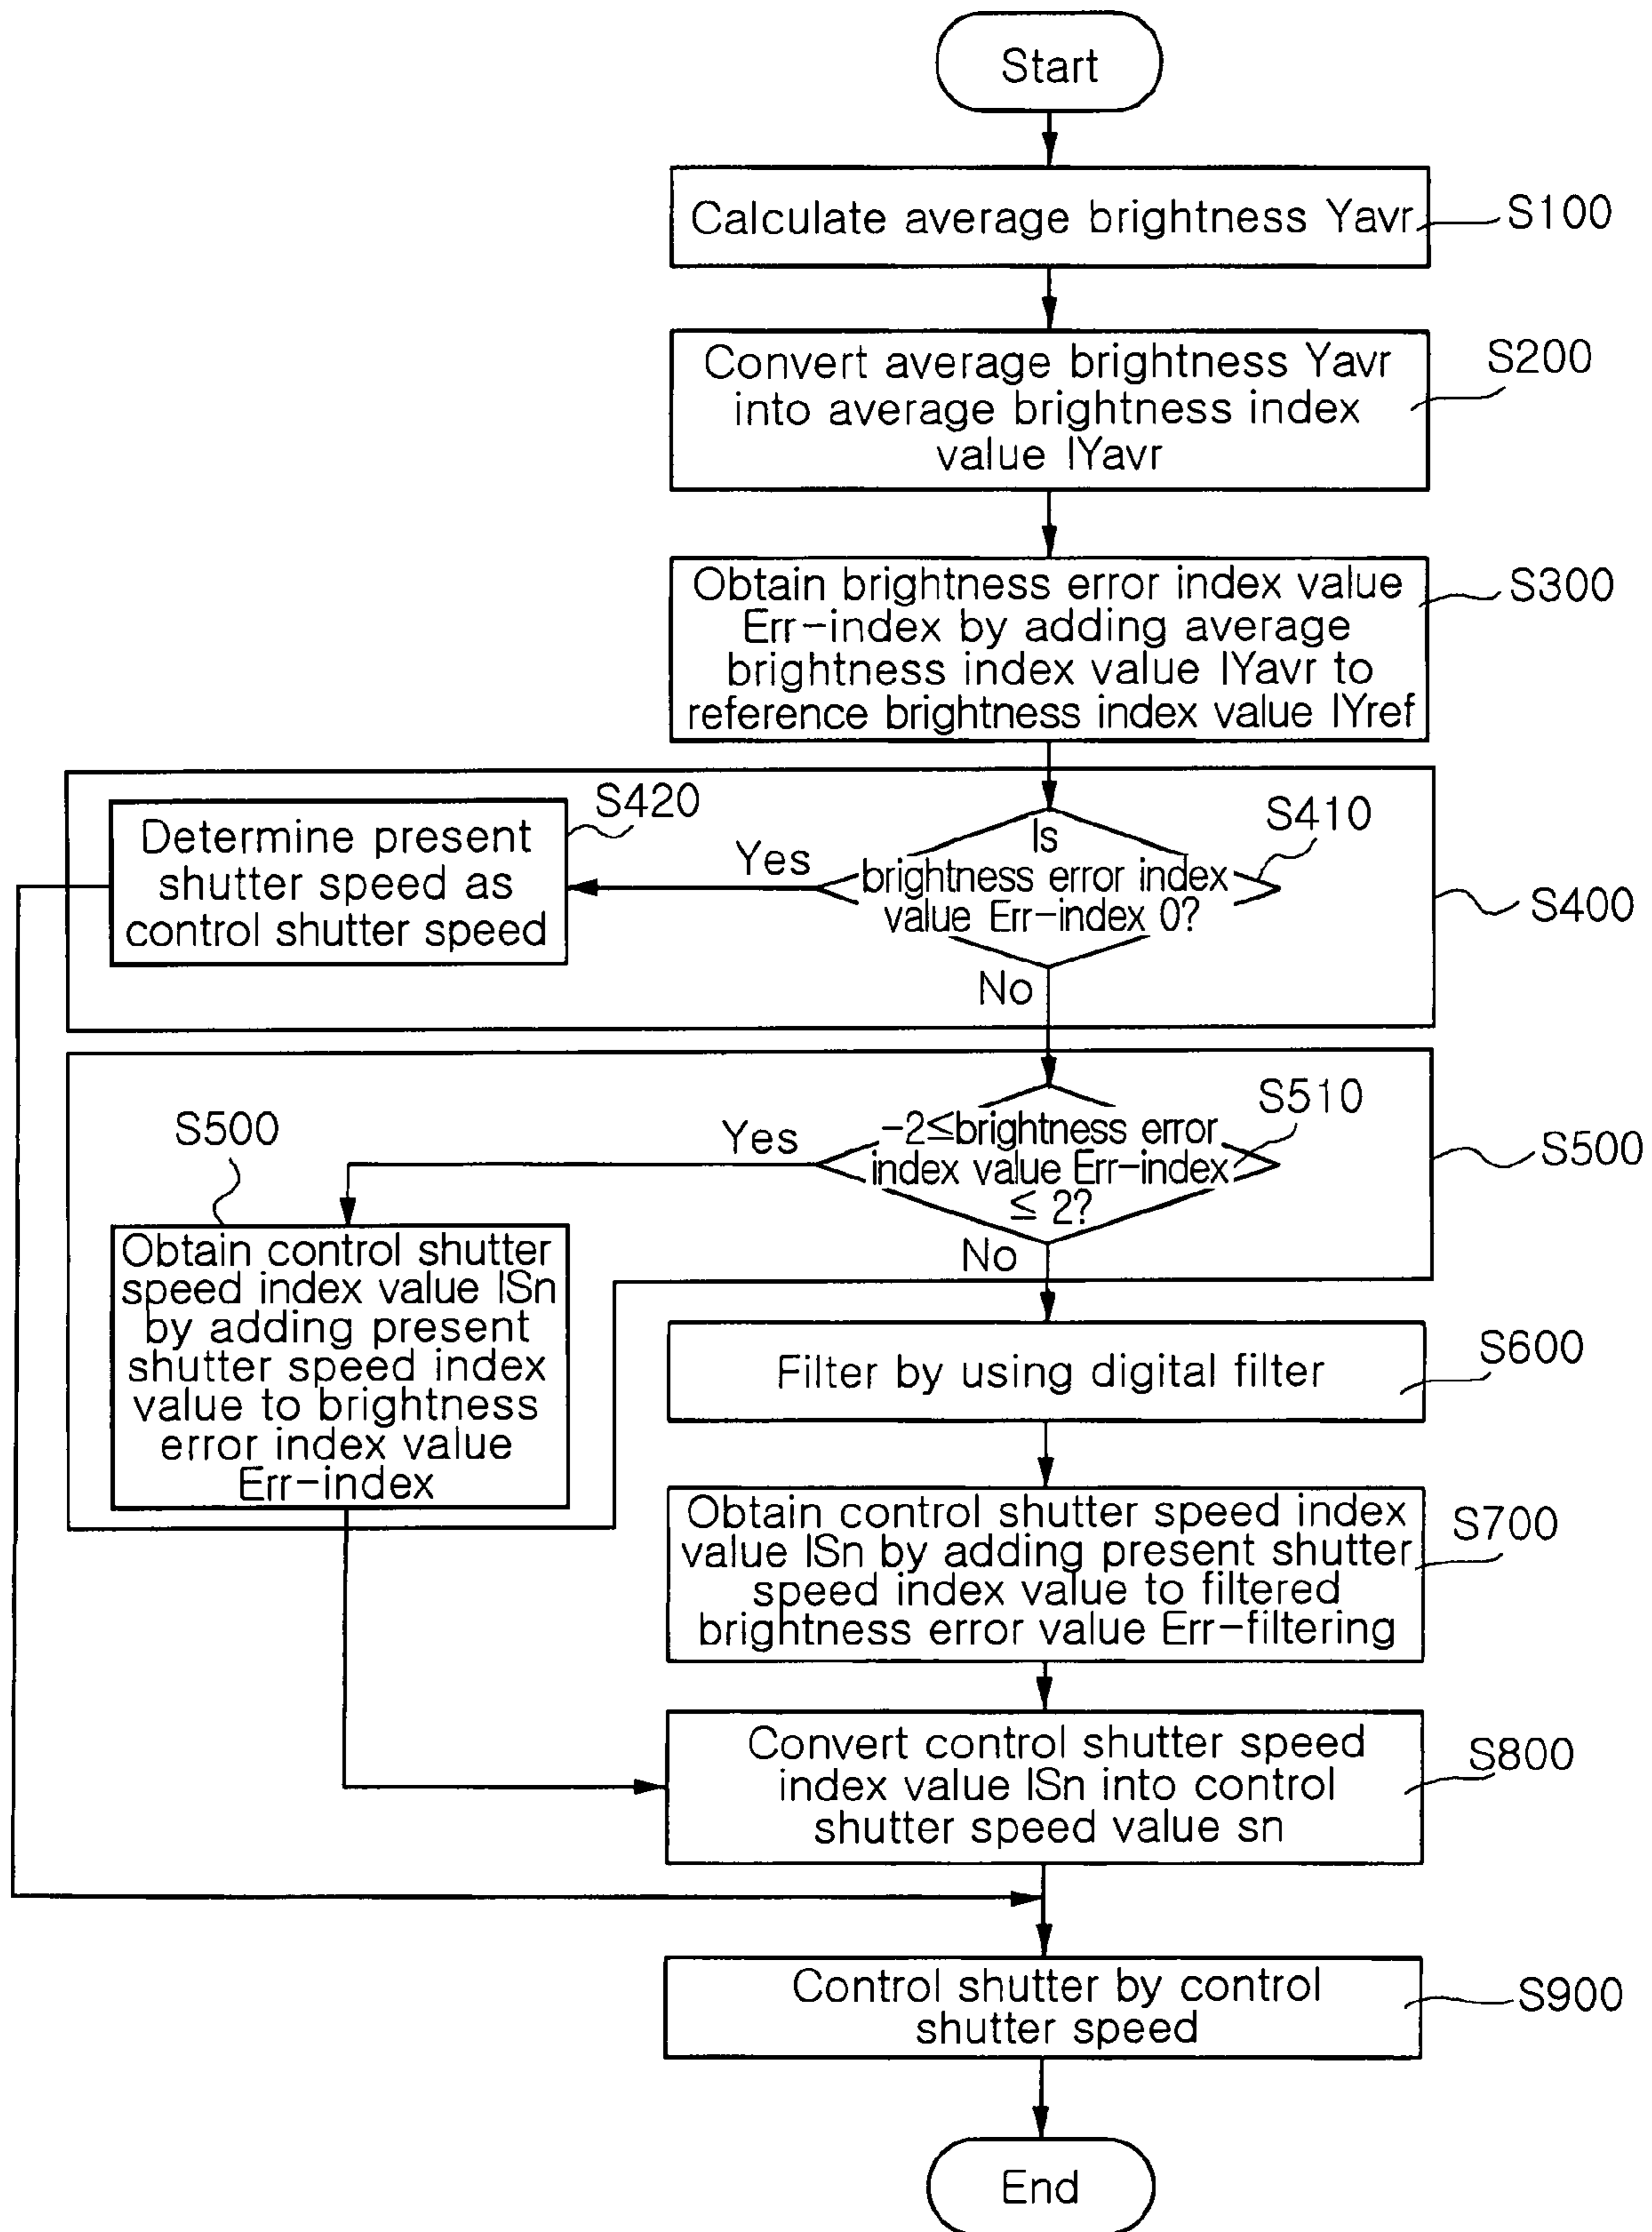 Start
Calculate average brightness Yavr
S100
Convert average brightness Yavr
into average brightness index
value IYavr
S200
Obtain brightness error index value
Err-index by adding average
brightness index value IYavr to
reference brightness index value IYref
S300
Determine present
shutter speed as
control shutter speed
S420
Yes
Is
brightness error index
value Err-index 0?
S410
S400
No
-2≤brightness error
index value Err-index
≤ 2?
S510
S500
Yes
S500
Obtain control shutter
speed index value ISn
by adding present
shutter speed index
value to brightness
error index value
Err-index
No
Filter by using digital filter
S600
Obtain control shutter speed index
value ISn by adding present shutter
speed index value to filtered
brightness error value Err-filtering
S700
Convert control shutter speed
index value ISn into control
shutter speed value sn
S800
Control shutter by control
shutter speed
S900
End